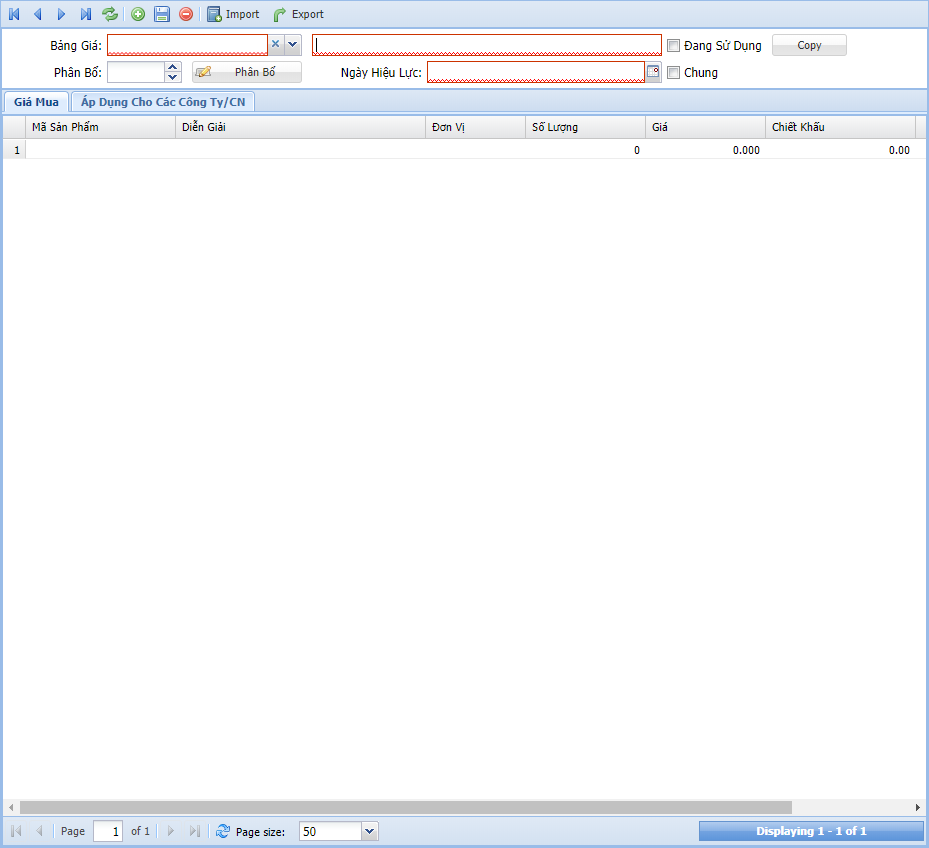 Import Export
Bảng Giá: Đang Sử Dụng Copy
Phân Bổ: Phân Bổ Ngày Hiệu Lực: Chung
Giá Mua Áp Dụng Cho Các Công Ty/CN
Mã Sản Phẩm Diễn Giải Đơn Vị Số Lượng Giá Chiết Khấu
1 0 0.000 0.00
Page 1 of 1 Page size: 50 Displaying 1 - 1 of 1